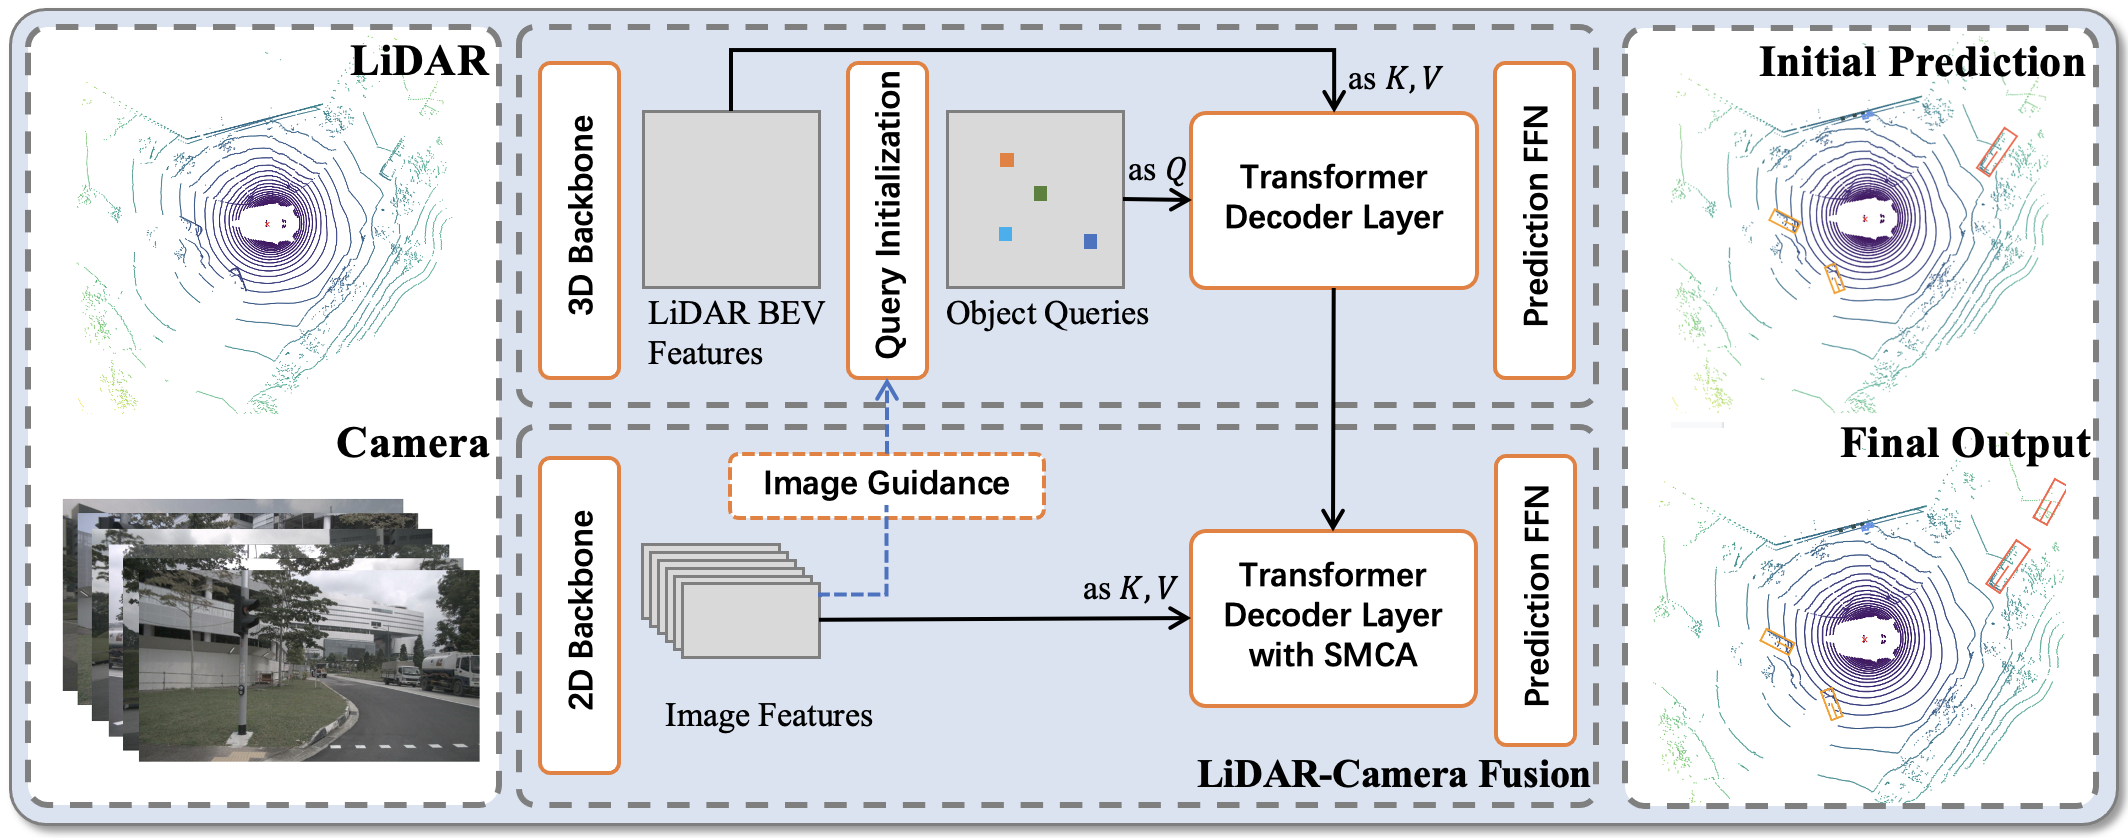 LiDAR
Camera
3D Backbone
LiDAR BEV
Features
Query Initialization
Object Queries
as Q
as K, V
Transformer
Decoder Layer
Prediction FFN
2D Backbone
Image Guidance
Image Features
as K, V
Transformer
Decoder Layer
with SMCA
Prediction FFN
LiDAR-Camera Fusion
Initial Prediction
Final Output